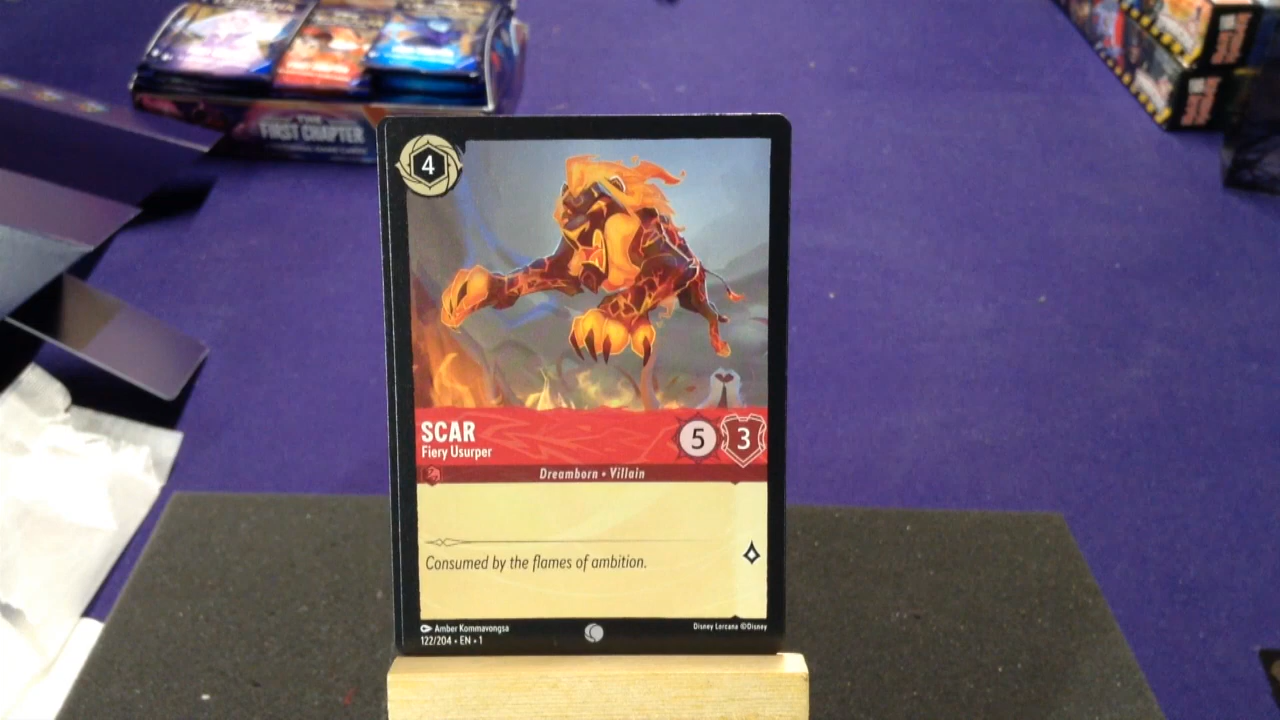 THE
FIRST CHAPTER
4
SCAR
Fiery Usurper
5
3
Dreamborn • Villain
Consumed by the flames of ambition.
Amber Kommavongsa
122/204 • EN • 1
Disney Lorcana ©Disney